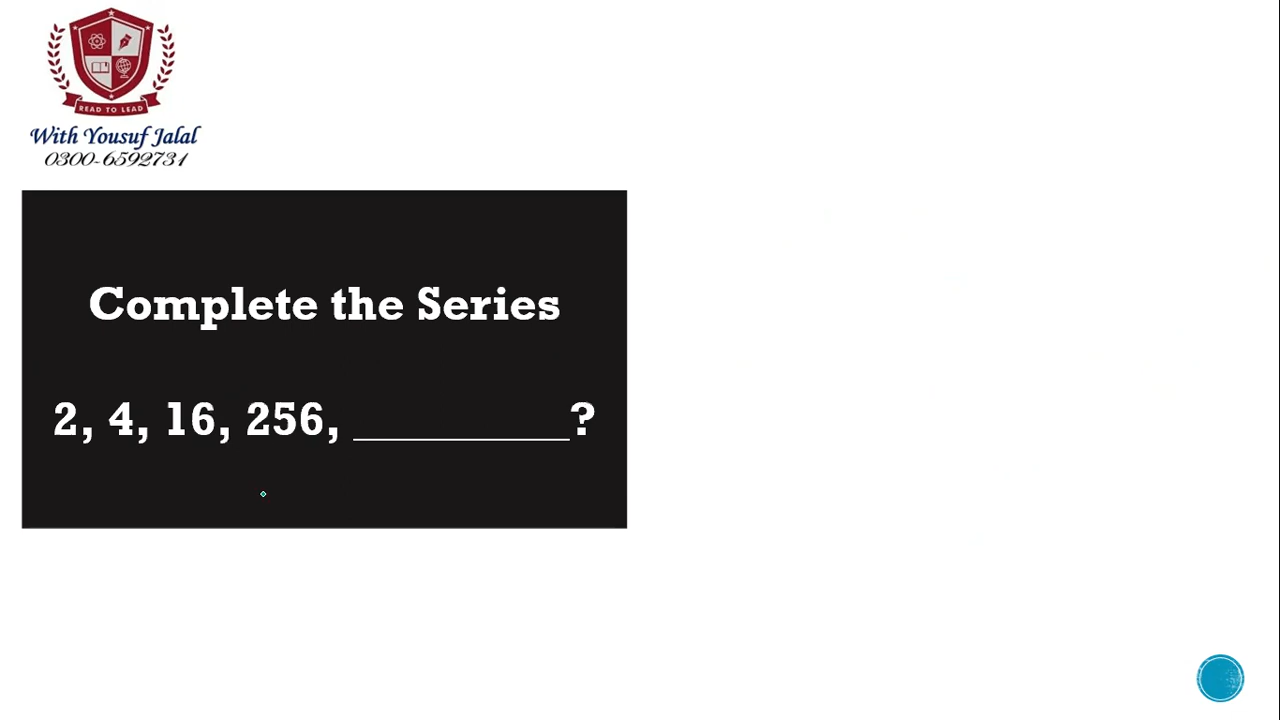 READ TO LEAD
With Yousuf Jalal
0300-6592731
Complete the Series
2, 4, 16, 256, __________?